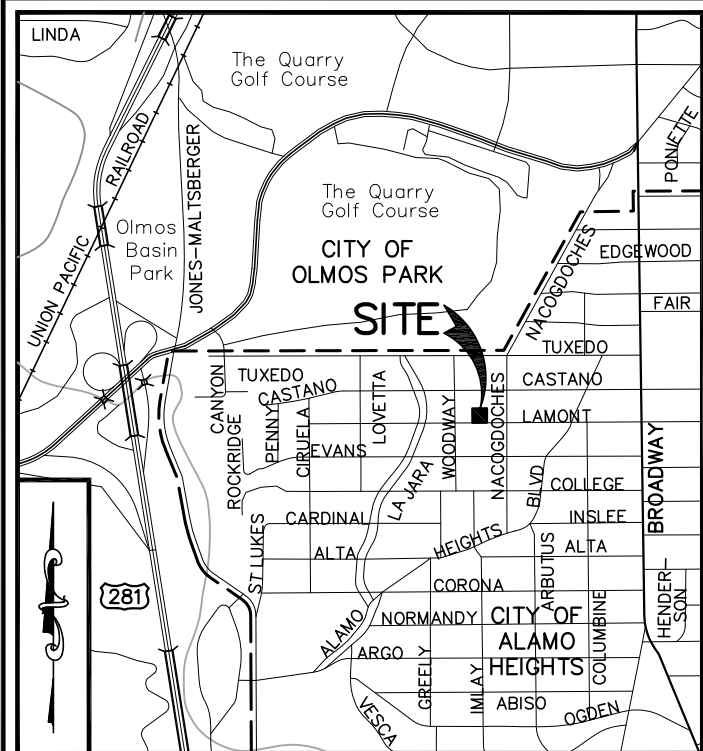 LINDA
The Quarry
Golf Course
PONIETTE
RAILROAD
JONES-MALTSBERGER
The Quarry
Golf Course
Olmos
Basin
Park
UNION PACIFIC
CITY OF
OLMOS PARK
NACOGDOCHES
EDGEWOOD
FAIR
SITE
TUXEDO
TUXEDO
CASTANO
CASTANO
CANYON
ROCKRIDGE
PENNY
CIRUELA
LOVETTA
WOODWAY
NACOGDOCHES
LAMONT
EVANS
LA JARA
BLVD
COLLEGE
BROADWAY
ST LUKES
CARDINAL
INSLEE
ALTA
HEIGHTS
ARBUTUS
ALTA
281
CORONA
HENDER-
SON
ALAMO
NORMANDY
CITY OF
ALAMO
HEIGHTS
COLUMBINE
ARGO
GREELY
IMLAY
ABISO
VESCA
OGDEN